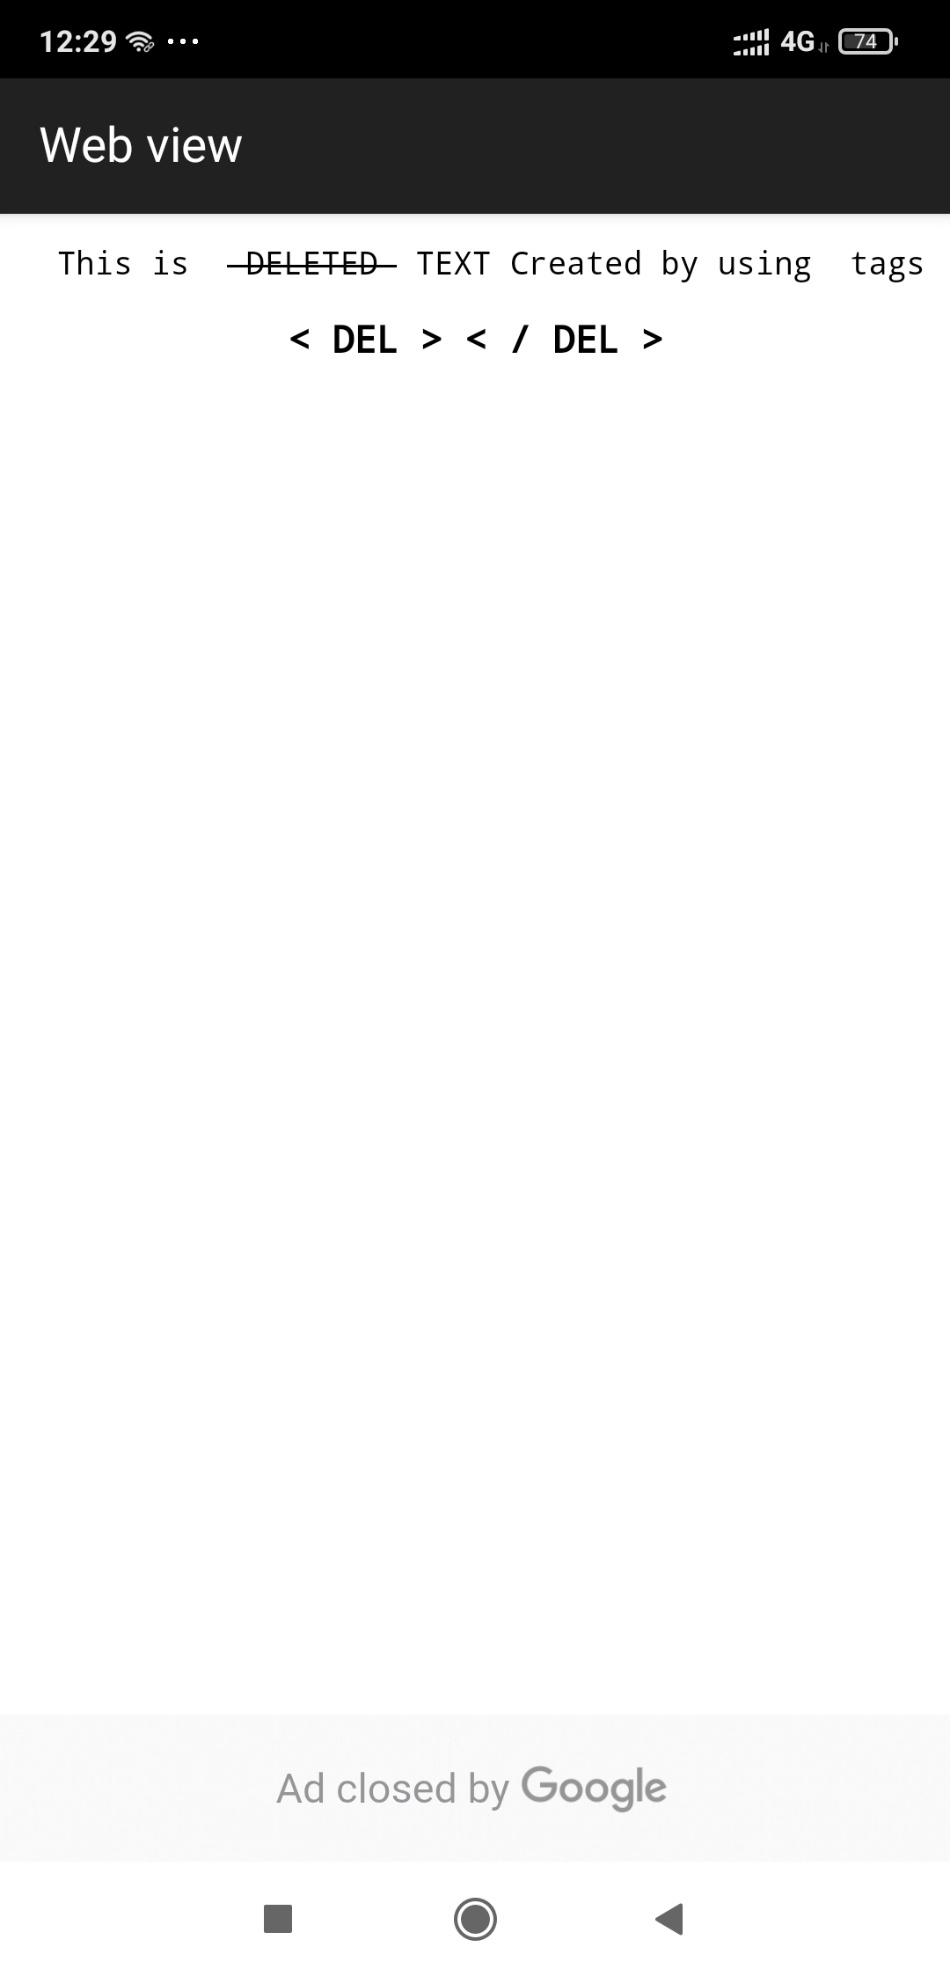 12:29 ... 4G 74
Web view
This is DELETED TEXT Created by using tags
< DEL > < / DEL >
Ad closed by Google